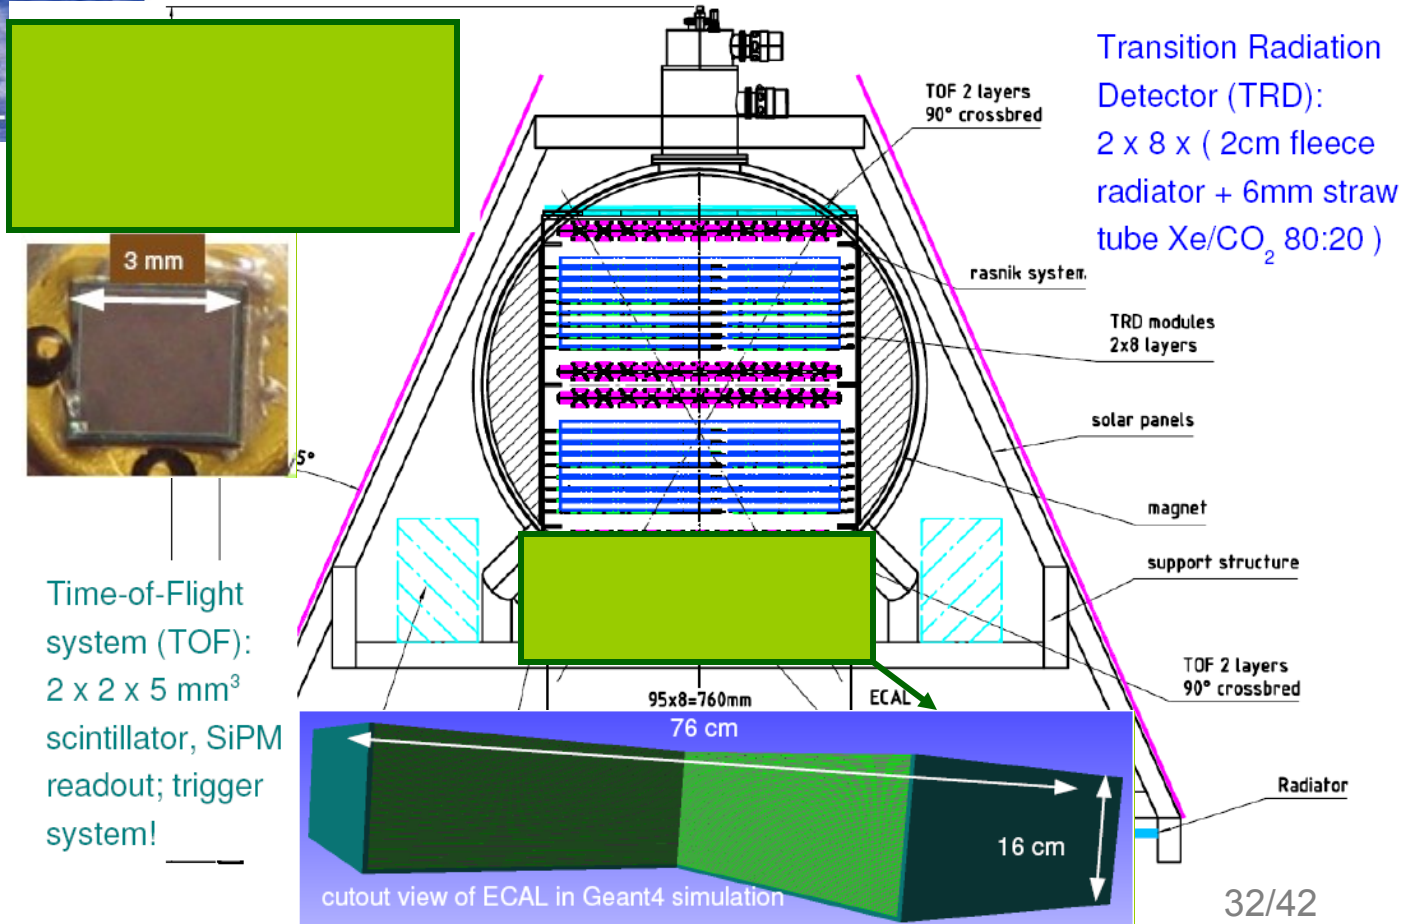 TOF 2 layers
90° crossbred
Transition Radiation
Detector (TRD):
2 x 8 x ( 2cm fleece
radiator + 6mm straw
tube Xe/CO2 80:20 )
3 mm
rasnik system
TRD modules
2x8 layers
solar panels
magnet
support structure
5°
Time-of-Flight
system (TOF):
2 x 2 x 5 mm³
scintillator, SiPM
readout; trigger
system!
TOF 2 layers
90° crossbred
95x8=760mm
ECAL
76 cm
16 cm
cutout view of ECAL in Geant4 simulation
Radiator
32/42